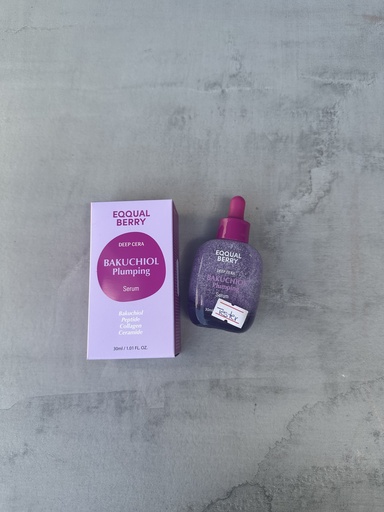 EQQUAL
BERRY
DEEP CERA
BAKUCHIOL
Plumping
Serum
Bakuchiol
Peptide
Collagen
Ceramide
30ml / 1.01 FL. OZ.
EQQUAL
BERRY
DEEP CERA
BAKUCHIOL
Plumping
Serum